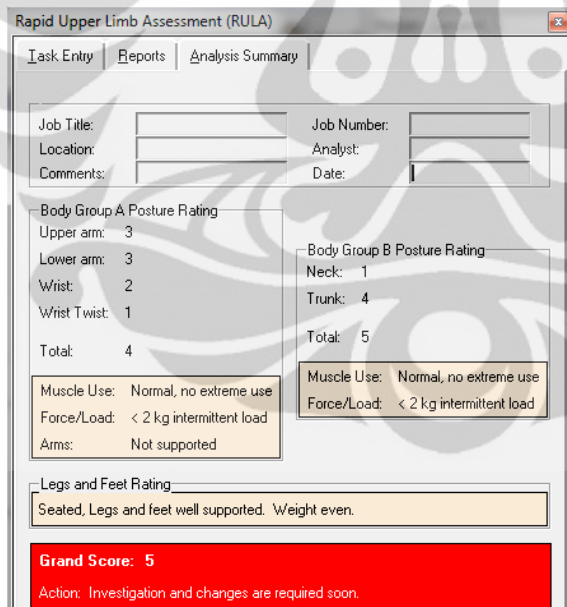 Rapid Upper Limb Assessment (RULA)
Task Entry Reports Analysis Summary
Job Title: Job Number:
Location: Analyst:
Comments: Date:
Body Group A Posture Rating
Upper arm: 3
Lower arm: 3
Wrist: 2
Wrist Twist: 1
Total: 4
Muscle Use: Normal, no extreme use
Force/Load: < 2 kg intermittent load
Arms: Not supported
Body Group B Posture Rating
Neck: 1
Trunk: 4
Total: 5
Muscle Use: Normal, no extreme use
Force/Load: < 2 kg intermittent load
Legs and Feet Rating
Seated, Legs and feet well supported. Weight even.
Grand Score: 5
Action: Investigation and changes are required soon.